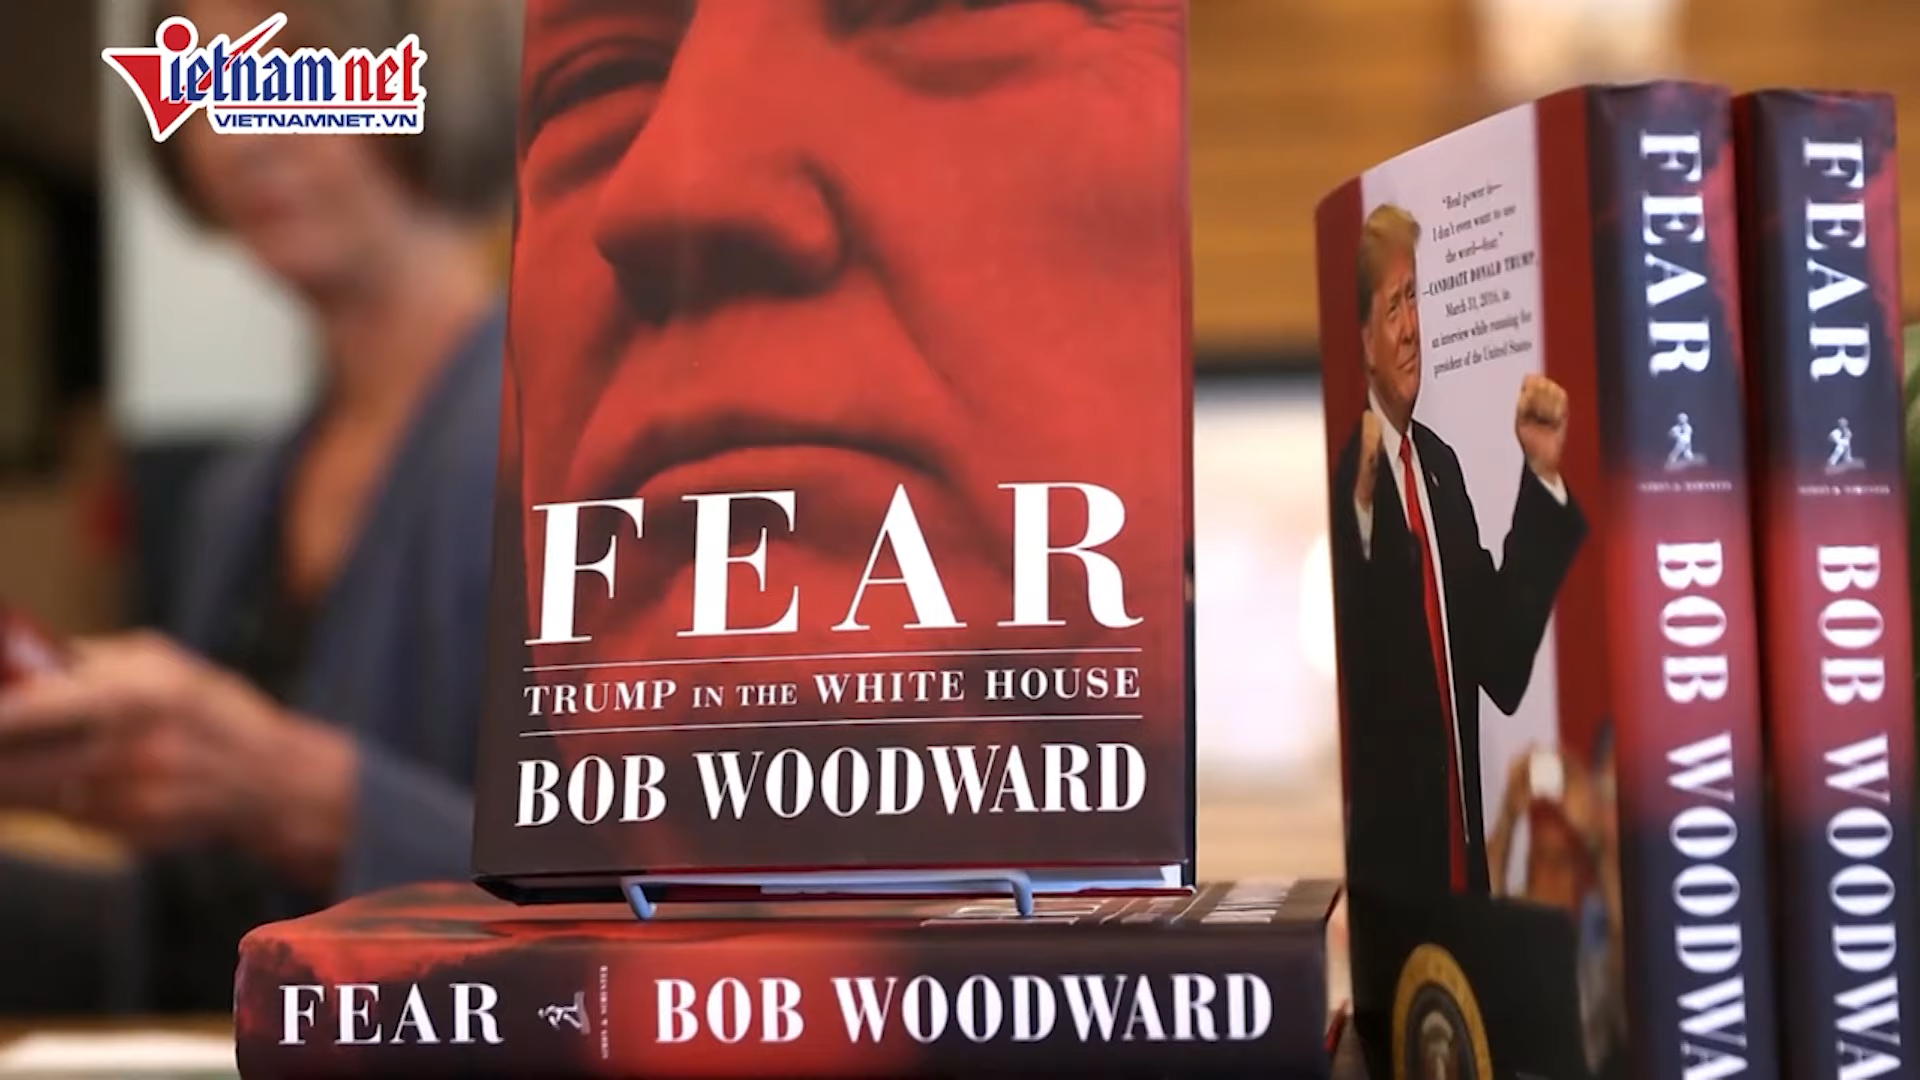 Vietnamnet
VIETNAMNET.VN
FEAR
TRUMP IN THE WHITE HOUSE
BOB WOODWARD
FEAR
BOB WOODWARD
"Real power is—
I don't even want to use
the word—fear."
—CANDIDATE DONALD TRUMP
March 31, 2016, in
an interview while running for
president of the United States
FEAR
BOB WOODWA
FEAR
BOB WOODWA